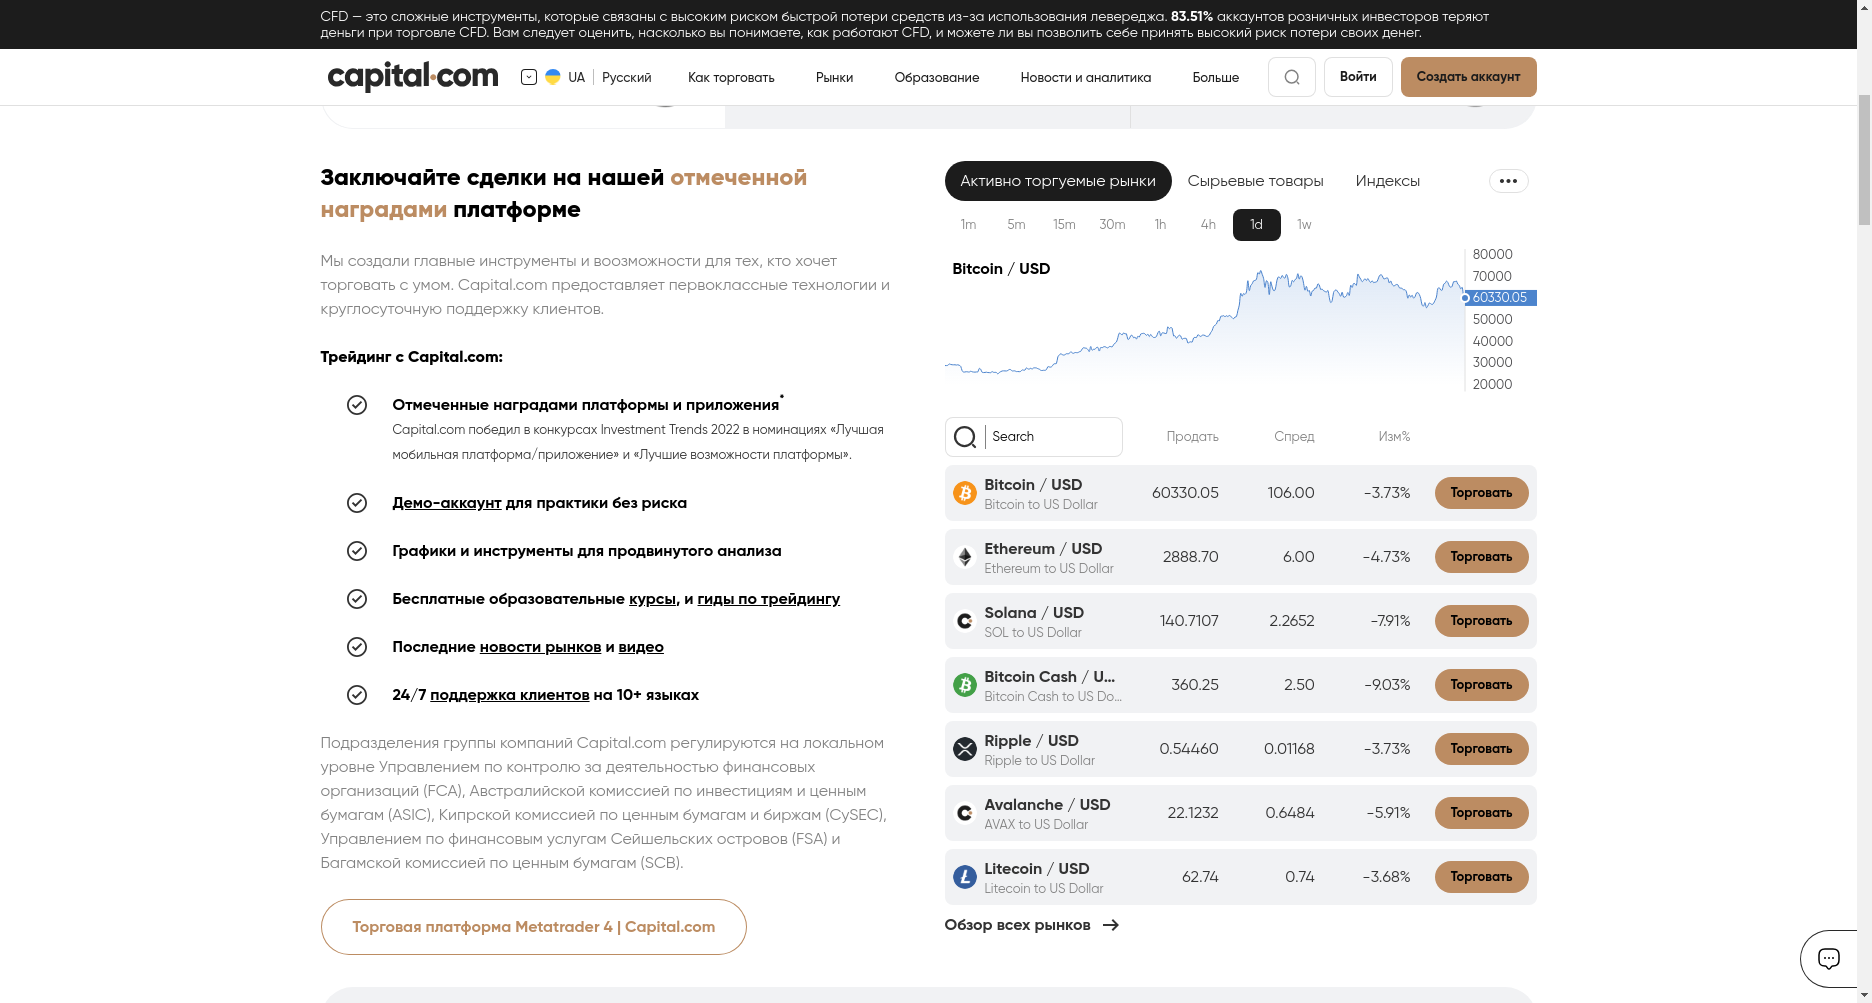 CFD — это сложные инструменты, которые связаны с высоким риском быстрой потери средств из-за использования левереджа. 83.51% аккаунтов розничных инвесторов теряют
деньги при торговле CFD. Вам следует оценить, насколько вы понимаете, как работают CFD, и можете ли вы позволить себе принять высокий риск потери своих денег.
capital.com UA Русский Как торговать Рынки Образование Новости и аналитика Больше Войти Создать аккаунт
Заключайте сделки на нашей отмеченной
наградами платформе
Мы создали главные инструменты и воозможности для тех, кто хочет
торговать с умом. Capital.com предоставляет первоклассные технологии и
круглосуточную поддержку клиентов.
Трейдинг с Capital.com:
Отмеченные наградами платформы и приложения*
Capital.com победил в конкурсах Investment Trends 2022 в номинациях «Лучшая
мобильная платформа/приложение» и «Лучшие возможности платформы».
Демо-аккаунт для практики без риска
Графики и инструменты для продвинутого анализа
Бесплатные образовательные курсы, и гиды по трейдингу
Последние новости рынков и видео
24/7 поддержка клиентов на 10+ языках
Подразделения группы компаний Capital.com регулируются на локальном
уровне Управлением по контролю за деятельностью финансовых
организаций (FCA), Австралийской комиссией по инвестициям и ценным
бумагам (ASIC), Кипрской комиссией по ценным бумагам и биржам (CySEC),
Управлением по финансовым услугам Сейшельских островов (FSA) и
Багамской комиссией по ценным бумагам (SCB).
Торговая платформа Metatrader 4 | Capital.com
Активно торгуемые рынки Сырьевые товары Индексы •••
1m 5m 15m 30m 1h 4h 1d 1w
Bitcoin / USD
80000
70000
60330.05
50000
40000
30000
20000
Search Продать Спред Изм%
Bitcoin / USD 60330.05 106.00 -3.73% Торговать
Bitcoin to US Dollar
Ethereum / USD 2888.70 6.00 -4.73% Торговать
Ethereum to US Dollar
Solana / USD 140.7107 2.2652 -7.91% Торговать
SOL to US Dollar
Bitcoin Cash / U... 360.25 2.50 -9.03% Торговать
Bitcoin Cash to US Do...
Ripple / USD 0.54460 0.01168 -3.73% Торговать
Ripple to US Dollar
Avalanche / USD 22.1232 0.6484 -5.91% Торговать
AVAX to US Dollar
Litecoin / USD 62.74 0.74 -3.68% Торговать
Litecoin to US Dollar
Обзор всех рынков